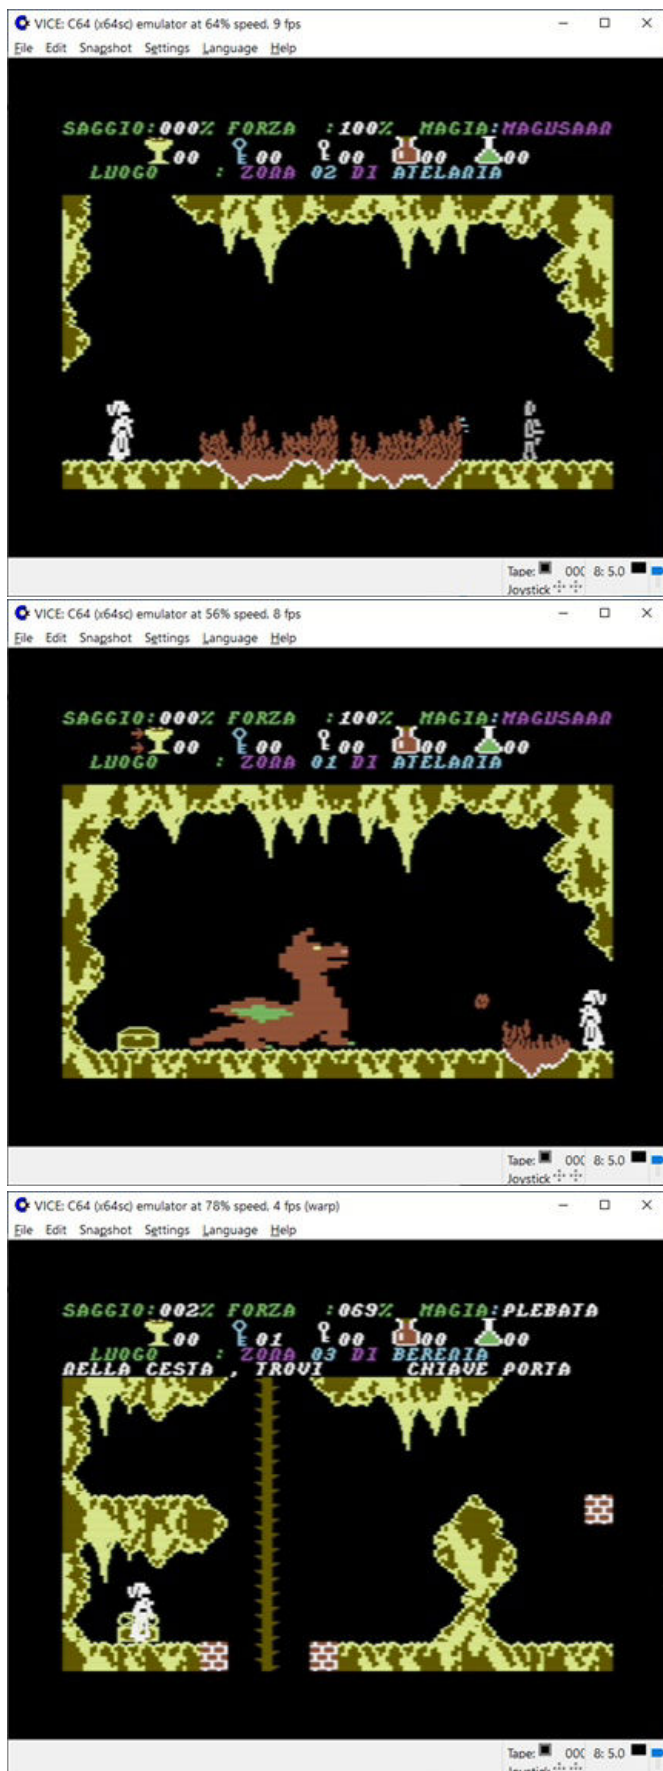 VICE: C64 (x64sc) emulator at 64% speed, 9 fps
File Edit Snapshot Settings Language Help
SAGGIO:000% FORZA :100% MAGIA:MAGUSAAN
00 00 00 00 00
LUOGO : ZONA 02 DI ATELANIA
Tape: 000 8: 5.0
Joystick
VICE: C64 (x64sc) emulator at 56% speed, 8 fps
File Edit Snapshot Settings Language Help
SAGGIO:000% FORZA :100% MAGIA:MAGUSAAN
00 00 00 00 00
LUOGO : ZONA 01 DI ATELANIA
Tape: 000 8: 5.0
Joystick
VICE: C64 (x64sc) emulator at 78% speed, 4 fps (warp)
File Edit Snapshot Settings Language Help
SAGGIO:002% FORZA :069% MAGIA:PLEBATA
00 01 00 00 00
LUOGO : ZONA 03 DI BERENIA
NELLA CESTA , TROVI CHIAVE PORTA
Tape: 000 8: 5.0
Joystick